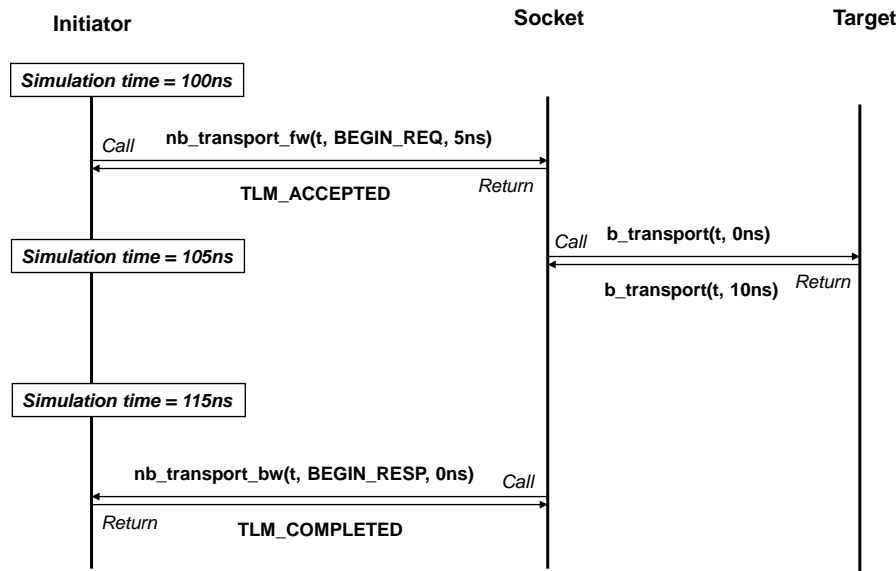 Initiator
Socket
Target
Simulation time = 100ns
Call
nb_transport_fw(t, BEGIN_REQ, 5ns)
TLM_ACCEPTED
Return
Simulation time = 105ns
Call
b_transport(t, 0ns)
b_transport(t, 10ns)
Return
Simulation time = 115ns
nb_transport_bw(t, BEGIN_RESP, 0ns)
Call
Return
TLM_COMPLETED